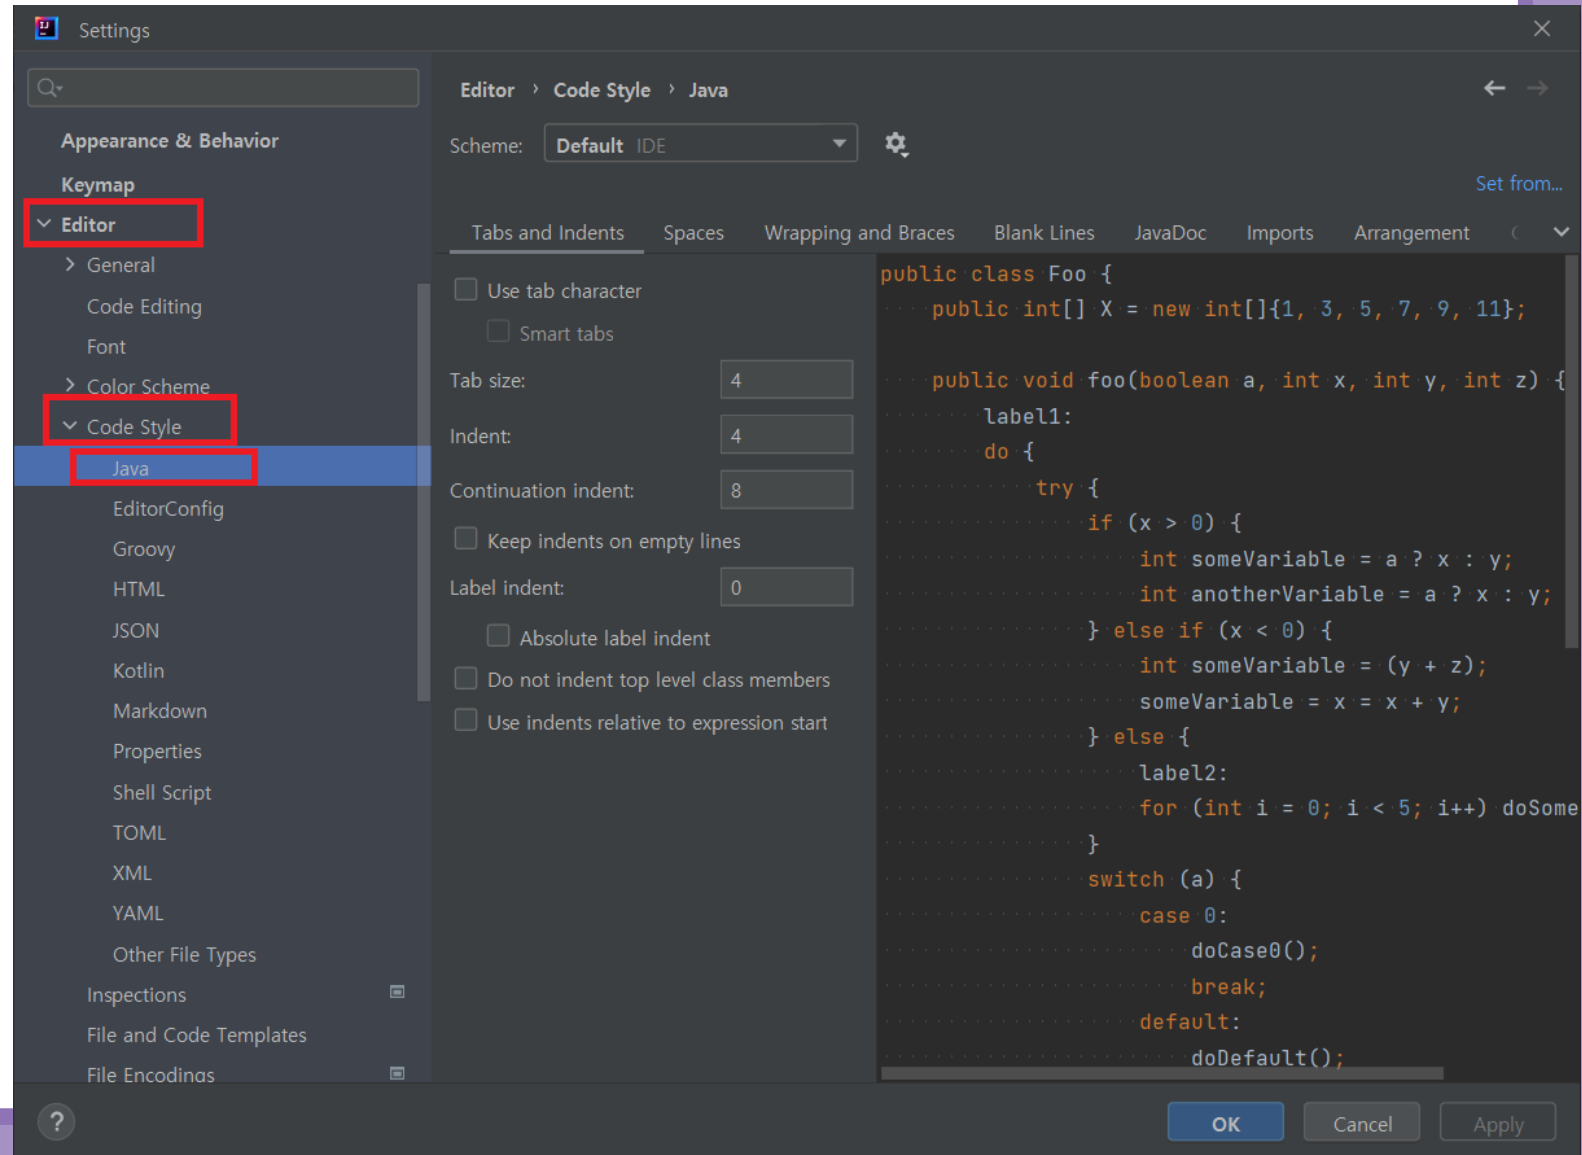 Settings
Appearance & Behavior
Keymap
Editor
General
Code Editing
Font
Color Scheme
Code Style
Java
EditorConfig
Groovy
HTML
JSON
Kotlin
Markdown
Properties
Shell Script
TOML
XML
YAML
Other File Types
Inspections
File and Code Templates
File Encodings
Editor › Code Style › Java
Scheme: Default IDE
Set from...
Tabs and Indents Spaces Wrapping and Braces Blank Lines JavaDoc Imports Arrangement
Use tab character
Smart tabs
Tab size: 4
Indent: 4
Continuation indent: 8
Keep indents on empty lines
Label indent: 0
Absolute label indent
Do not indent top level class members
Use indents relative to expression start
public class Foo {
public int[] X = new int[]{1, 3, 5, 7, 9, 11};
public void foo(boolean a, int x, int y, int z) {
label1:
do {
try {
if (x > 0) {
int someVariable = a ? x : y;
int anotherVariable = a ? x : y;
} else if (x < 0) {
int someVariable = (y + z);
someVariable = x = x + y;
} else {
label2:
for (int i = 0; i < 5; i++) doSome
}
switch (a) {
case 0:
doCase0();
break;
default:
doDefault();
?
OK Cancel Apply